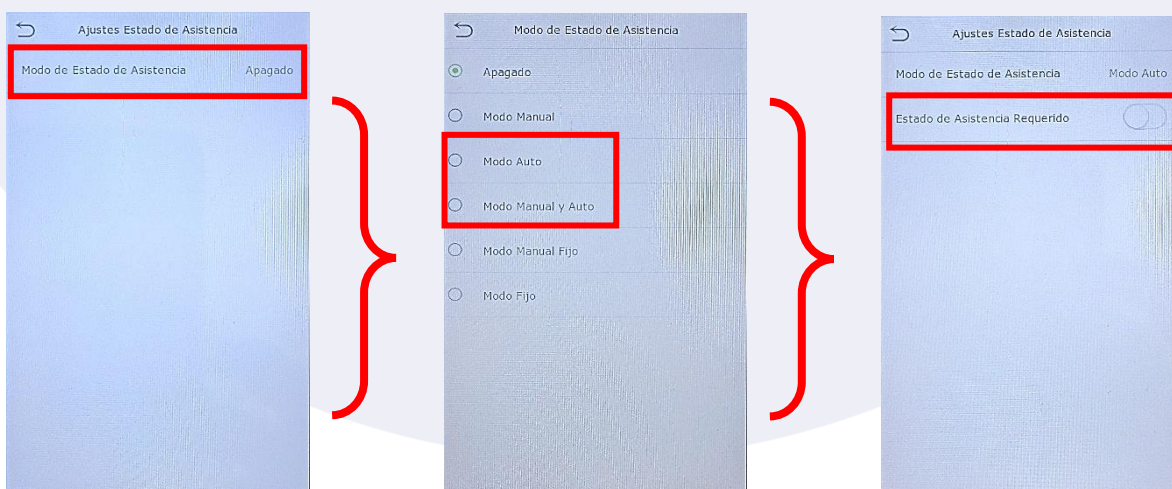 Ajustes Estado de Asistencia
Modo de Estado de Asistencia Apagado
Modo de Estado de Asistencia
Apagado
Modo Manual
Modo Auto
Modo Manual y Auto
Modo Manual Fijo
Modo Fijo
Ajustes Estado de Asistencia
Modo de Estado de Asistencia Modo Auto
Estado de Asistencia Requerido